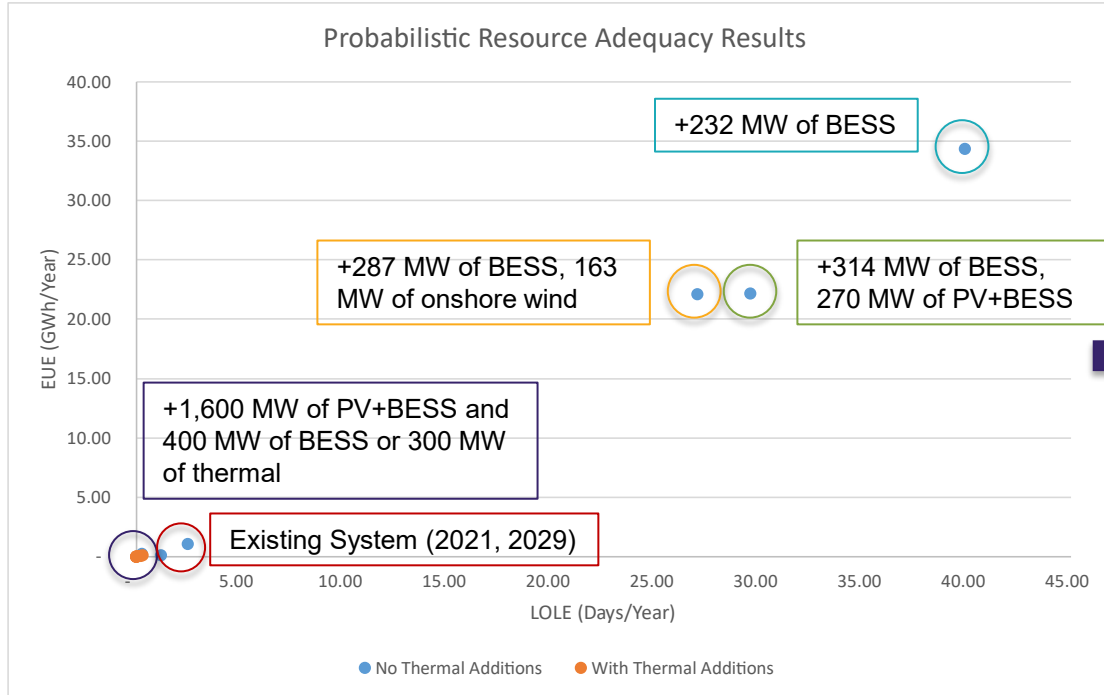 Probabilistic Resource Adequacy Results
40.00
35.00
30.00
25.00
20.00
15.00
10.00
5.00
-
EUE (GWh/Year)
+232 MW of BESS
+287 MW of BESS, 163
MW of onshore wind
+314 MW of BESS,
270 MW of PV+BESS
+1,600 MW of PV+BESS and
400 MW of BESS or 300 MW
of thermal
Existing System (2021, 2029)
-
5.00
10.00
15.00
20.00
25.00
30.00
35.00
40.00
45.00
LOLE (Days/Year)
No Thermal Additions
With Thermal Additions